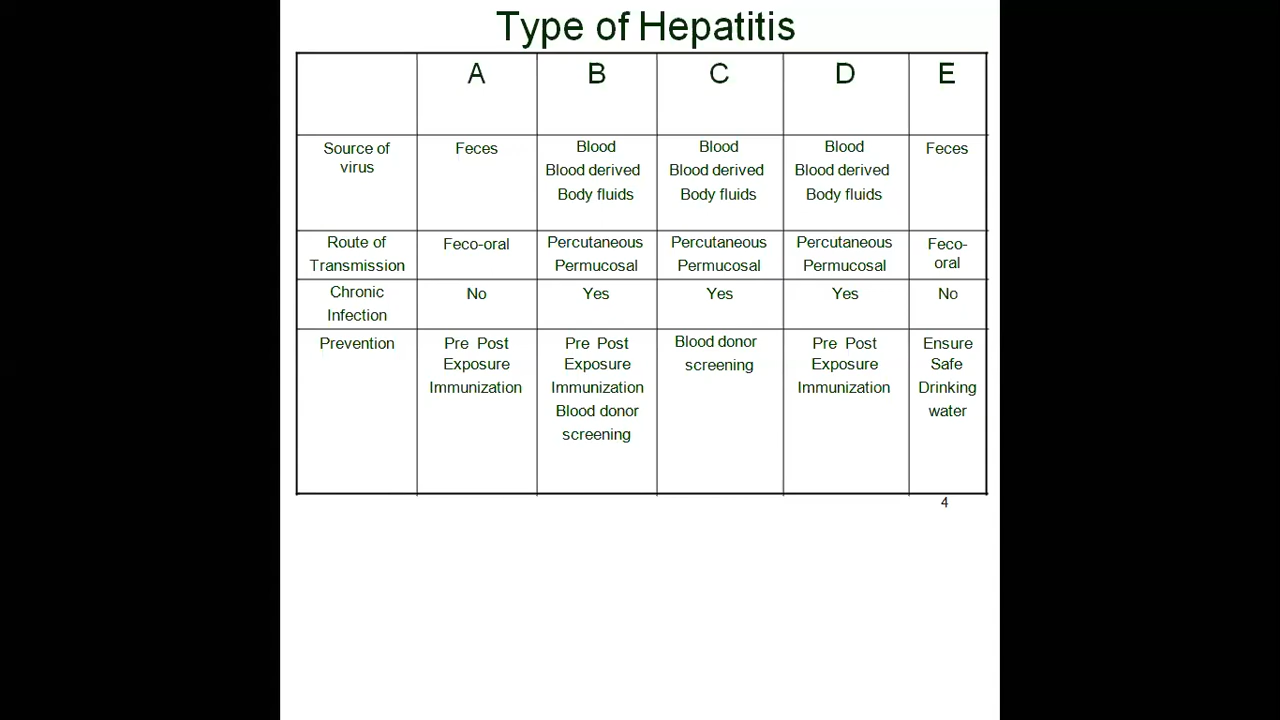 Type of Hepatitis
A B C D E
Source of
virus
Feces
Blood
Blood derived
Body fluids
Blood
Blood derived
Body fluids
Blood
Blood derived
Body fluids
Feces
Route of
Transmission
Feco-oral
Percutaneous
Permucosal
Percutaneous
Permucosal
Percutaneous
Permucosal
Feco-
oral
Chronic
Infection
No
Yes
Yes
Yes
No
Prevention
Pre Post
Exposure
Immunization
Pre Post
Exposure
Immunization
Blood donor
screening
Blood donor
screening
Pre Post
Exposure
Immunization
Ensure
Safe
Drinking
water
4